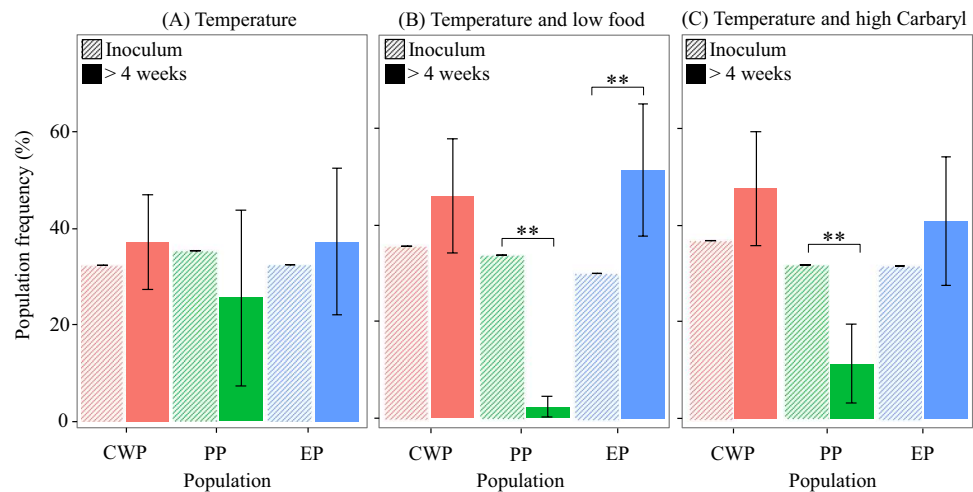 (A) Temperature
(B) Temperature and low food
(C) Temperature and high Carbaryl
Inoculum
> 4 weeks
Inoculum
> 4 weeks
Inoculum
> 4 weeks
**
**
**
Population frequency (%)
60
40
20
0
CWP PP EP
CWP PP EP
CWP PP EP
Population
Population
Population